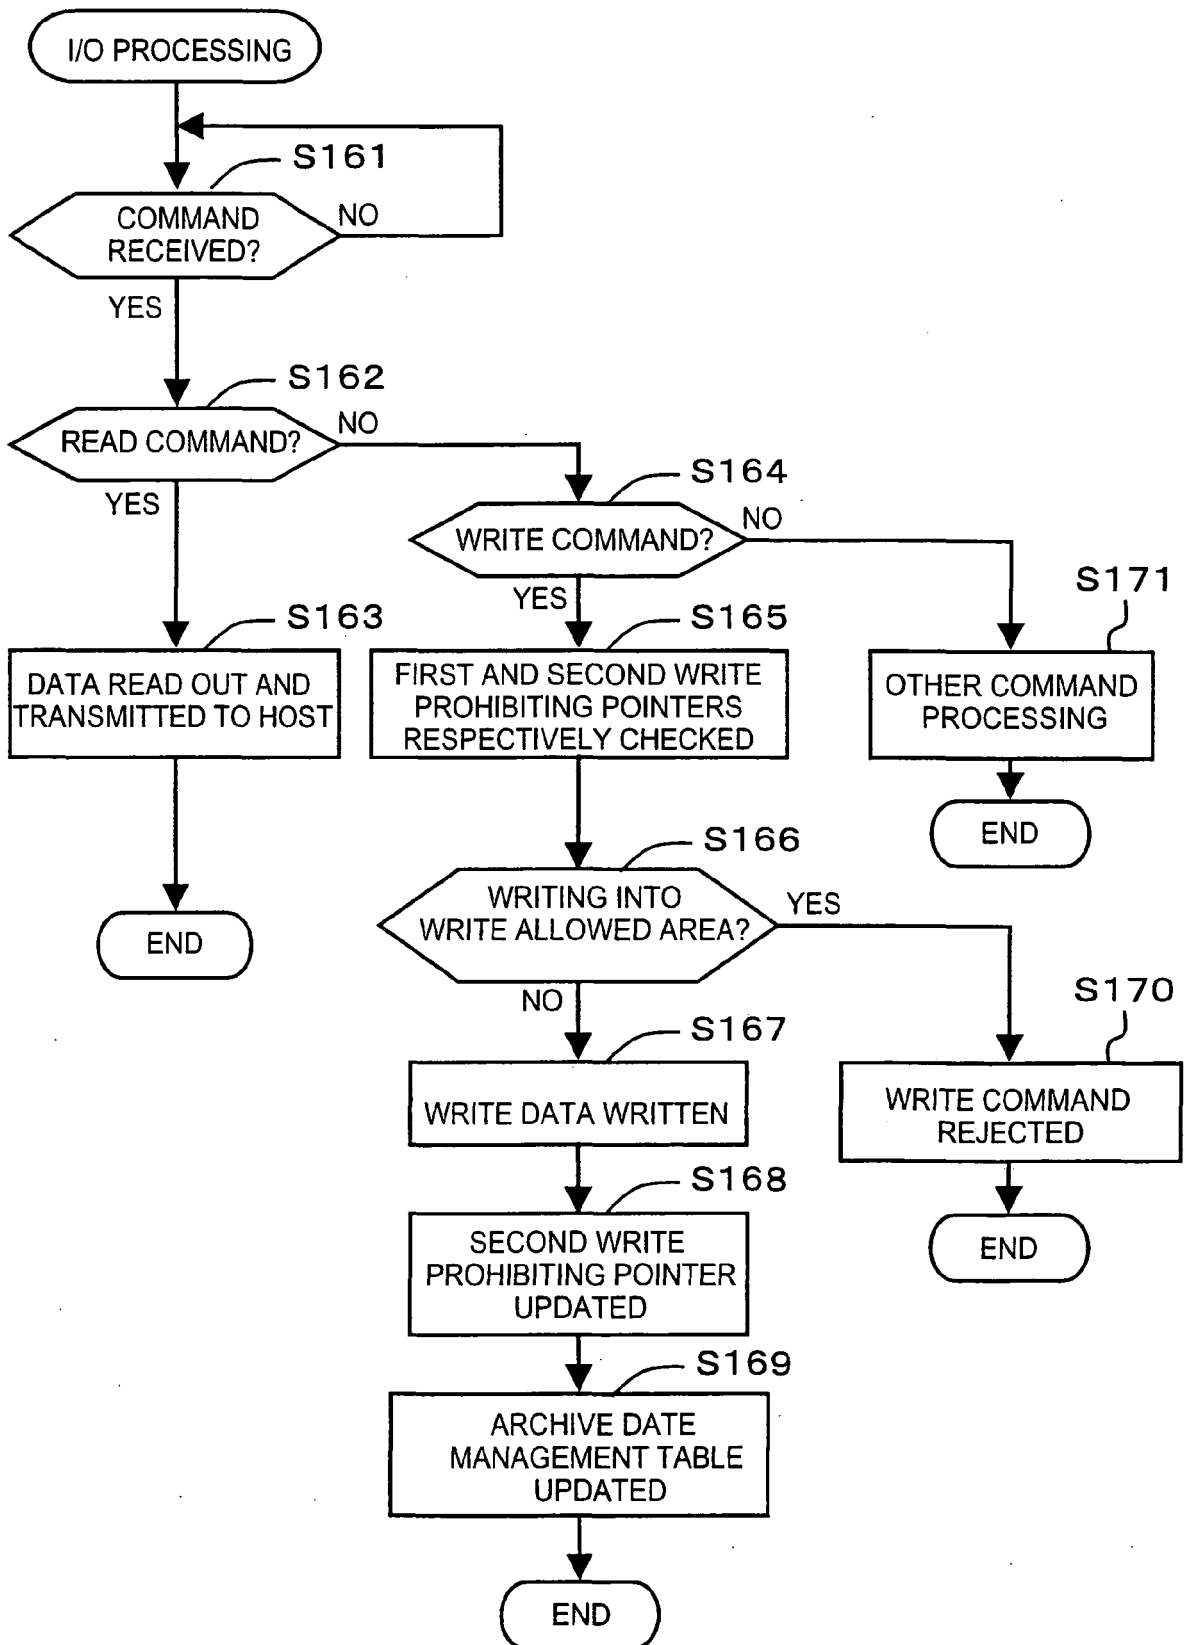 I/O PROCESSING
S161
COMMAND
RECEIVED?
NO
YES
S162
READ COMMAND?
NO
YES
S164
WRITE COMMAND?
NO
YES
S163
DATA READ OUT AND
TRANSMITTED TO HOST
END
S165
FIRST AND SECOND WRITE
PROHIBITING POINTERS
RESPECTIVELY CHECKED
S171
OTHER COMMAND
PROCESSING
END
S166
WRITING INTO
WRITE ALLOWED AREA?
YES
NO
S167
WRITE DATA WRITTEN
S170
WRITE COMMAND
REJECTED
END
S168
SECOND WRITE
PROHIBITING POINTER
UPDATED
S169
ARCHIVE DATE
MANAGEMENT TABLE
UPDATED
END